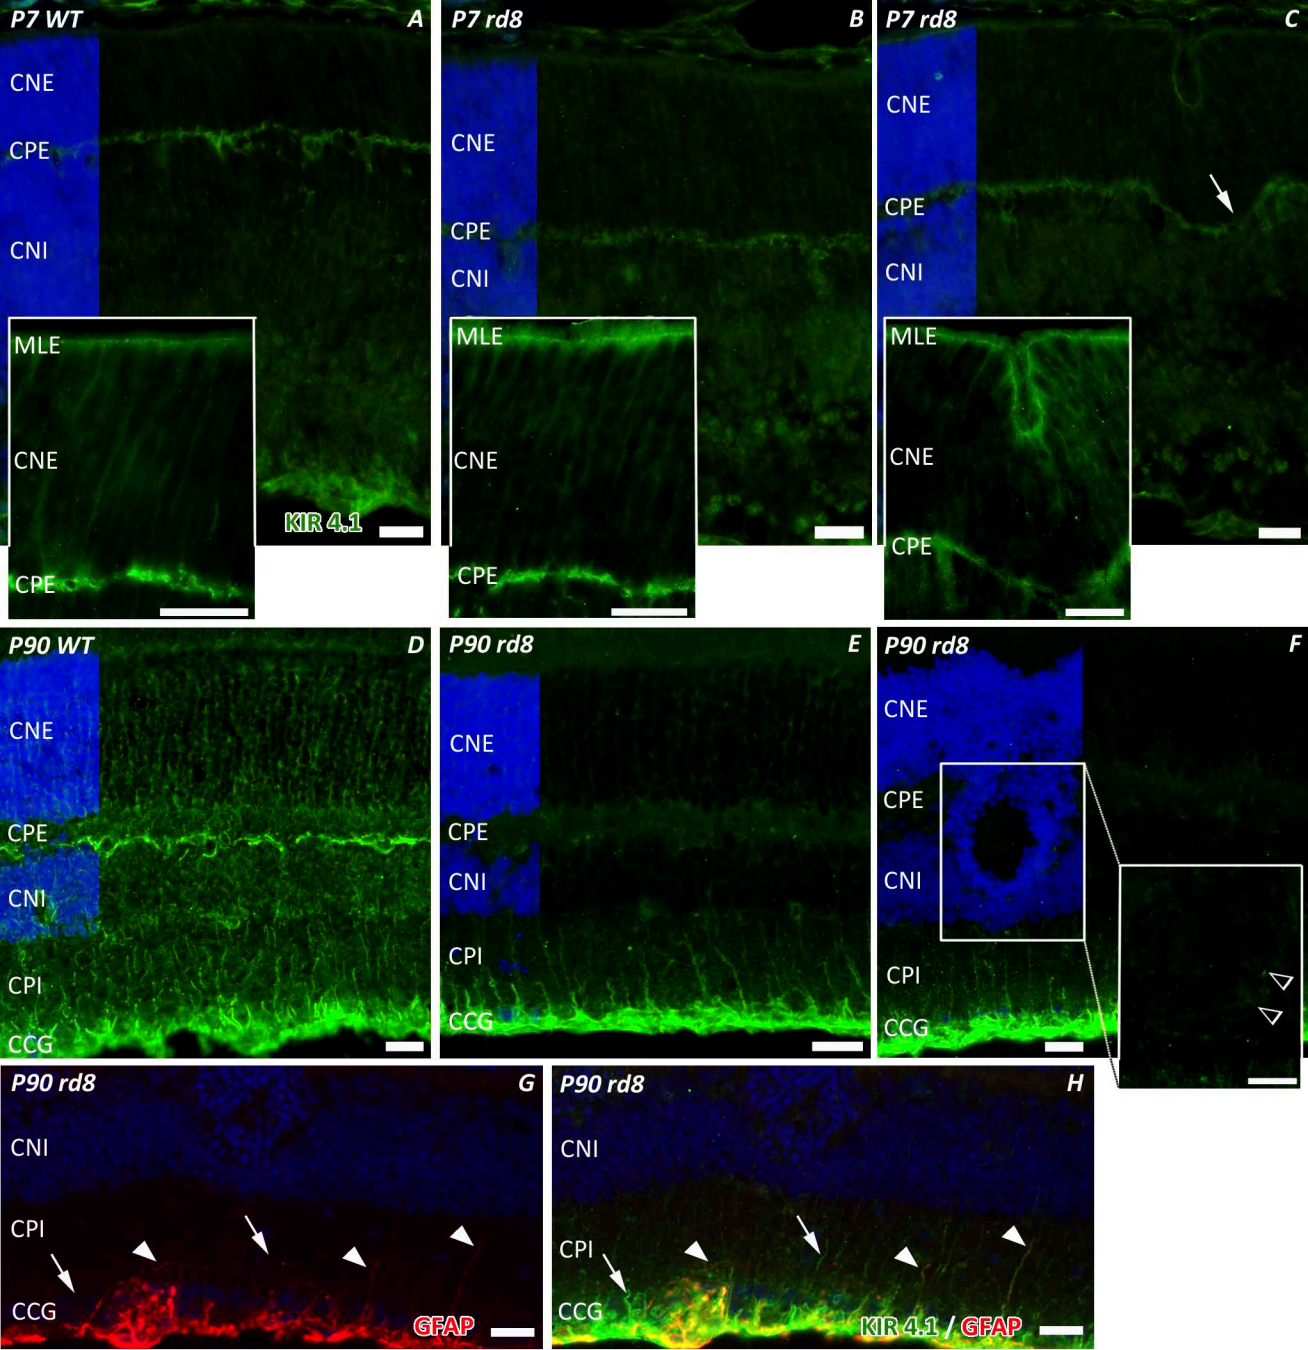 P7 WT A
CNE
CPE
CNI
MLE
CNE
CPE
KIR 4.1
P7 rd8 B
CNE
CPE
CNI
MLE
CNE
CPE
P7 rd8 C
CNE
CPE
CNI
MLE
CNE
CPE
P90 WT D
CNE
CPE
CNI
CPI
CCG
P90 rd8 E
CNE
CPE
CNI
CPI
CCG
P90 rd8 F
CNE
CPE
CNI
CPI
CCG
P90 rd8 G
CNI
CPI
CCG
GFAP
P90 rd8 H
CNI
CPI
CCG
KIR 4.1 / GFAP